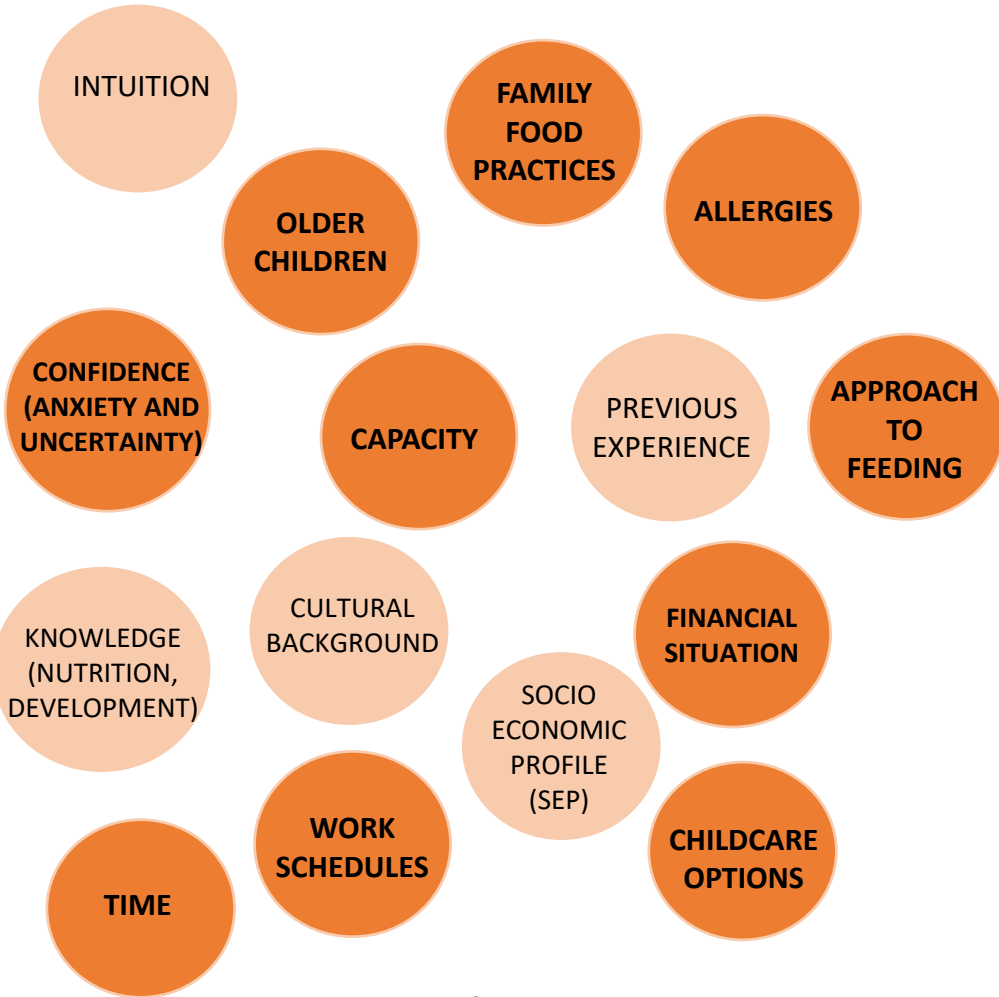 INTUITION
FAMILY
FOOD
PRACTICES
ALLERGIES
OLDER
CHILDREN
CONFIDENCE
(ANXIETY AND
UNCERTAINTY)
CAPACITY
PREVIOUS
EXPERIENCE
APPROACH
TO
FEEDING
KNOWLEDGE
(NUTRITION,
DEVELOPMENT)
CULTURAL
BACKGROUND
FINANCIAL
SITUATION
SOCIO
ECONOMIC
PROFILE
(SEP)
WORK
SCHEDULES
CHILDCARE
OPTIONS
TIME